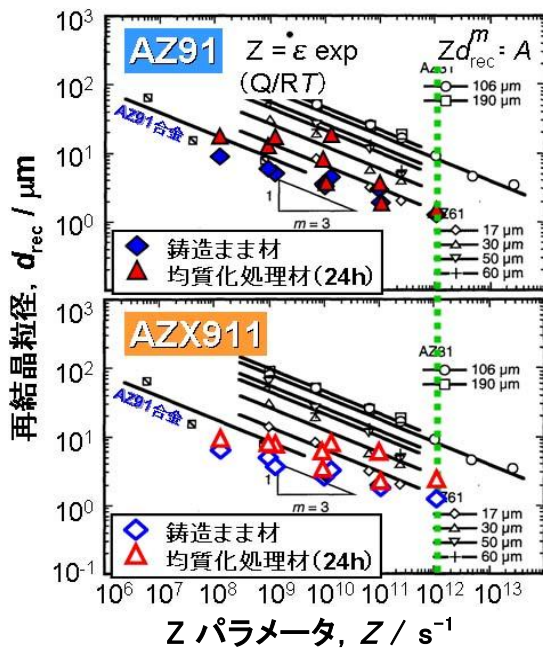 再結晶粒径, d_rec / μm
10³
AZ91
Ż = ε̇ exp
(Q/RT)
Zd^m_rec = A
10²
106 μm
190 μm
AZ91合金
10¹
10⁰
1
m = 3
17 μm
30 μm
50 μm
60 μm
鋳造まま材
均質化処理材(24h)
10³
AZX911
10²
AZ31
106 μm
190 μm
AZ91合金
10¹
10⁰
1
m = 3
17 μm
30 μm
50 μm
60 μm
鋳造まま材
均質化処理材(24h)
10⁻¹
10⁶ 10⁷ 10⁸ 10⁹ 10¹⁰ 10¹¹ 10¹² 10¹³
Z パラメータ, Z / s⁻¹